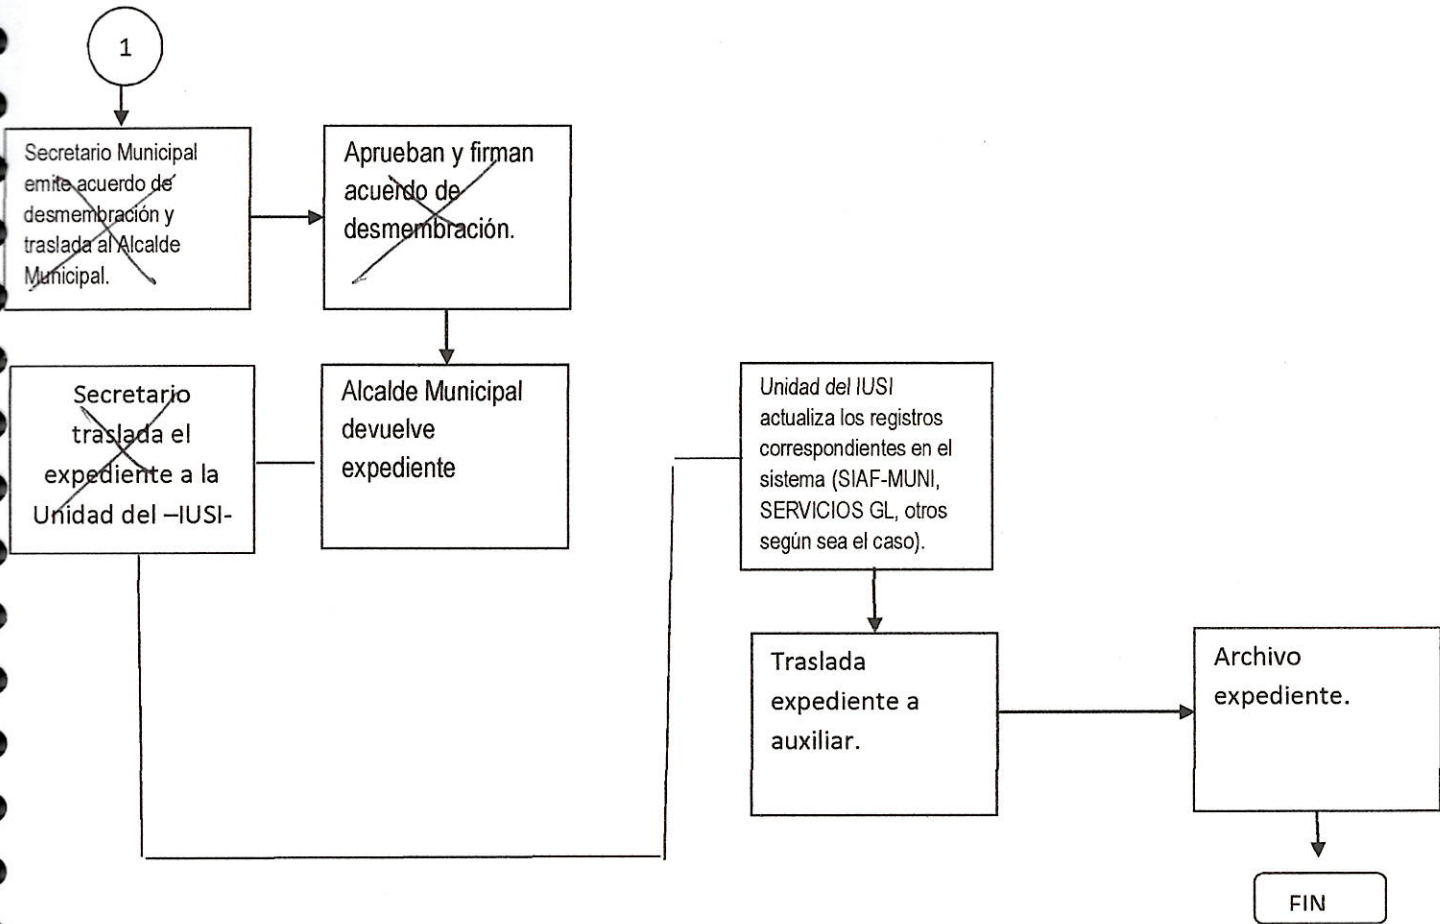 1
Secretario Municipal
emite acuerdo de
desmembración y
traslada al Alcalde
Municipal.
Aprueban y firman
acuerdo de
desmembración.
Alcalde Municipal
devuelve
expediente
Secretario
traslada el
expediente a la
Unidad del –IUSI-
Unidad del IUSI
actualiza los registros
correspondientes en el
sistema (SIAF-MUNI,
SERVICIOS GL, otros
según sea el caso).
Traslada
expediente a
auxiliar.
Archivo
expediente.
FIN